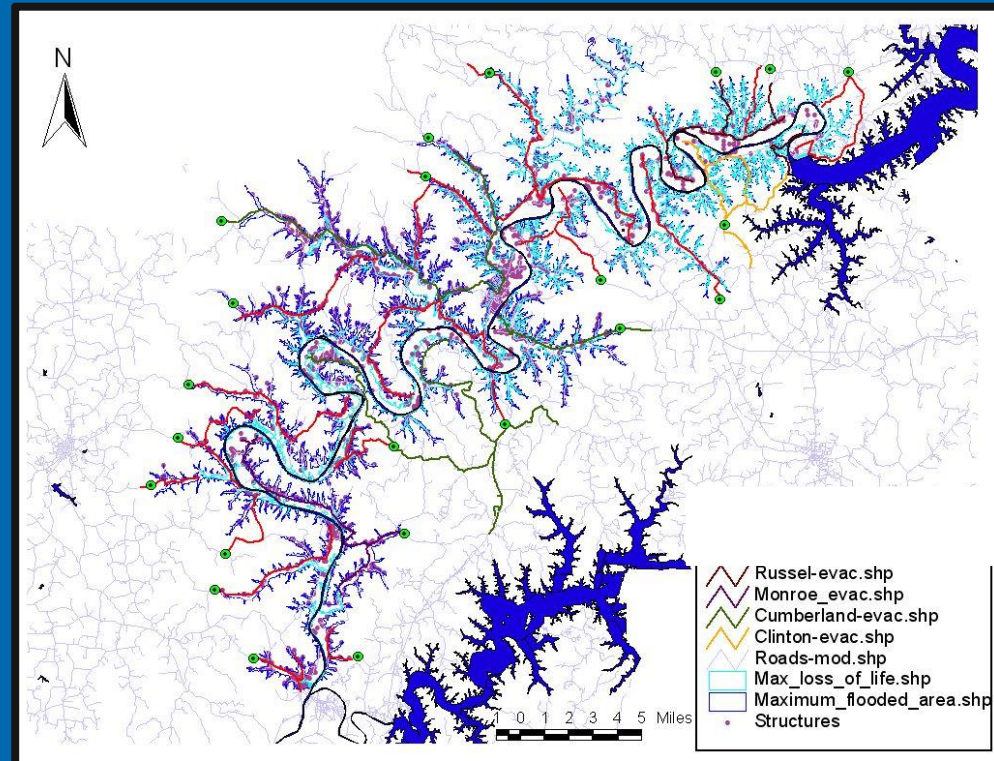 N
Russel-evac.shp
Monroe_evac.shp
Cumberland-evac.shp
Clinton-evac.shp
Roads-mod.shp
Max_loss_of_life.shp
Maximum_flooded_area.shp
Structures
1 0 1 2 3 4 5 Miles